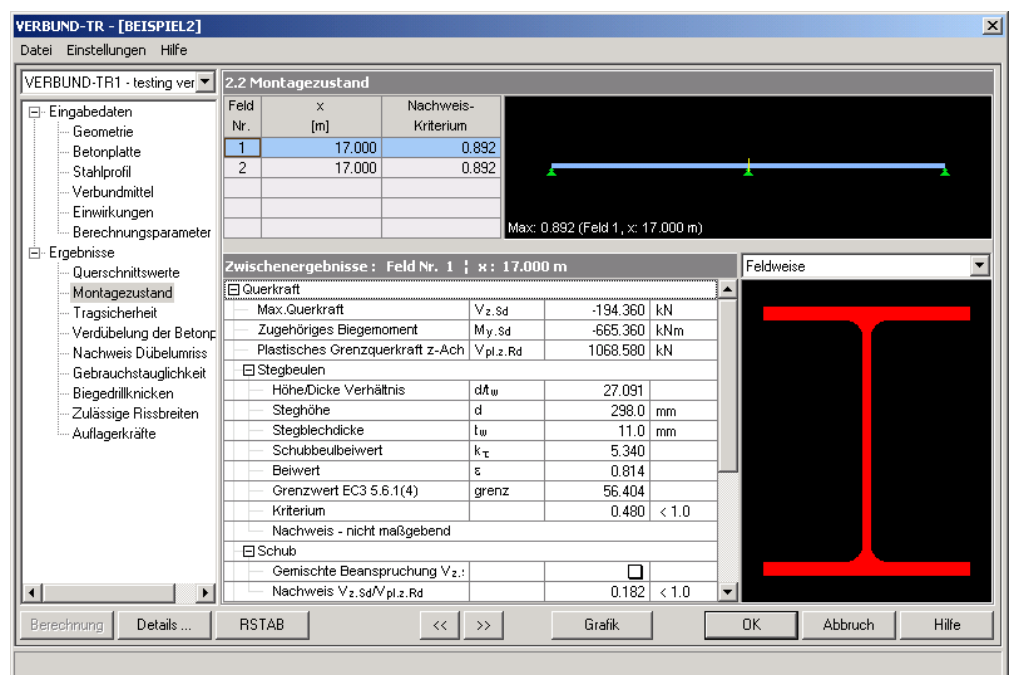 VERBUND-TR - [BEISPIEL2]
Datei Einstellungen Hilfe
VERBUND-TR1 - testing ver
Eingabedaten
Geometrie
Betonplatte
Stahlprofil
Verbundmittel
Einwirkungen
Berechnungsparameter
Ergebnisse
Querschnittswerte
Montagezustand
Tragsicherheit
Verdübelung der Betonp
Nachweis Dübelumriss
Gebrauchstauglichkeit
Biegedrillknicken
Zulässige Rissbreiten
Auflagerkräfte
2.2 Montagezustand
Feld x Nachweis-
Nr. [m] Kriterium
1 17.000 0.892
2 17.000 0.892
Max: 0.892 (Feld 1, x: 17.000 m)
Zwischenergebnisse : Feld Nr. 1 ¦ x : 17.000 m
Feldweise
Querkraft
Max.Querkraft Vz.Sd -194.360 kN
Zugehöriges Biegemoment My.Sd -665.360 kNm
Plastisches Grenzquerkraft z-Ach Vpl.z.Rd 1068.580 kN
Stegbeulen
Höhe/Dicke Verhältnis d/tw 27.091
Steghöhe d 298.0 mm
Stegblechdicke tw 11.0 mm
Schubbeulbeiwert kτ 5.340
Beiwert ε 0.814
Grenzwert EC3 5.6.1(4) grenz 56.404
Kriterium 0.480 < 1.0
Nachweis - nicht maßgebend
Schub
Gemischte Beanspruchung Vz.:
Nachweis Vz.Sd/Vpl.z.Rd 0.182 < 1.0
Berechnung Details ... RSTAB << >> Grafik OK Abbruch Hilfe